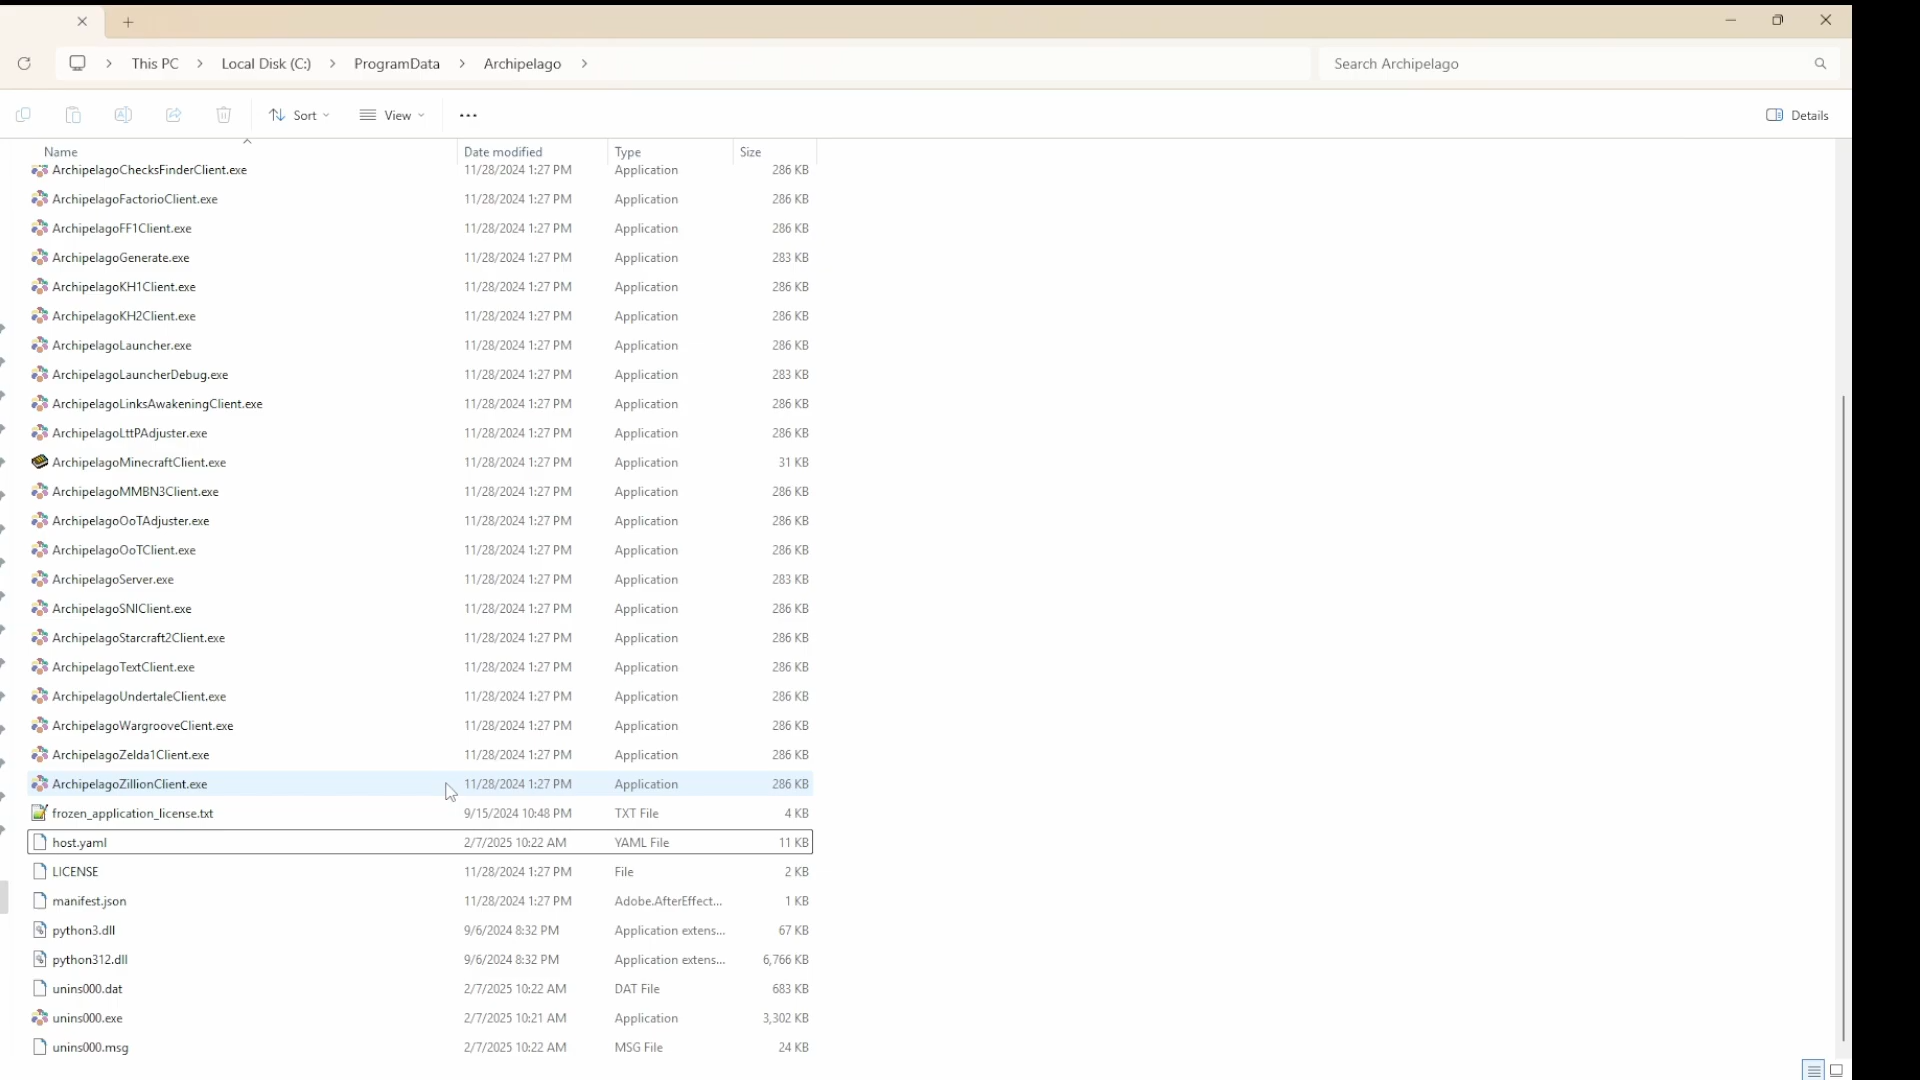 This PC > Local Disk (C:) > ProgramData > Archipelago >
Search Archipelago
Sort
View
Details
Name Date modified Type Size
ArchipelagoChecksFinderClient.exe 11/28/2024 1:27 PM Application 286 KB
ArchipelagoFactorioClient.exe 11/28/2024 1:27 PM Application 286 KB
ArchipelagoFF1Client.exe 11/28/2024 1:27 PM Application 286 KB
ArchipelagoGenerate.exe 11/28/2024 1:27 PM Application 283 KB
ArchipelagoKH1Client.exe 11/28/2024 1:27 PM Application 286 KB
ArchipelagoKH2Client.exe 11/28/2024 1:27 PM Application 286 KB
ArchipelagoLauncher.exe 11/28/2024 1:27 PM Application 286 KB
ArchipelagoLauncherDebug.exe 11/28/2024 1:27 PM Application 283 KB
ArchipelagoLinksAwakeningClient.exe 11/28/2024 1:27 PM Application 286 KB
ArchipelagoLttPAdjuster.exe 11/28/2024 1:27 PM Application 286 KB
ArchipelagoMinecraftClient.exe 11/28/2024 1:27 PM Application 31 KB
ArchipelagoMMBN3Client.exe 11/28/2024 1:27 PM Application 286 KB
ArchipelagoOoTAdjuster.exe 11/28/2024 1:27 PM Application 286 KB
ArchipelagoOoTClient.exe 11/28/2024 1:27 PM Application 286 KB
ArchipelagoServer.exe 11/28/2024 1:27 PM Application 283 KB
ArchipelagoSNIClient.exe 11/28/2024 1:27 PM Application 286 KB
ArchipelagoStarcraft2Client.exe 11/28/2024 1:27 PM Application 286 KB
ArchipelagoTextClient.exe 11/28/2024 1:27 PM Application 286 KB
ArchipelagoUndertaleClient.exe 11/28/2024 1:27 PM Application 286 KB
ArchipelagoWargrooveClient.exe 11/28/2024 1:27 PM Application 286 KB
ArchipelagoZelda1Client.exe 11/28/2024 1:27 PM Application 286 KB
ArchipelagoZillionClient.exe 11/28/2024 1:27 PM Application 286 KB
frozen_application_license.txt 9/15/2024 10:48 PM TXT File 4 KB
host.yaml 2/7/2025 10:22 AM YAML File 11 KB
LICENSE 11/28/2024 1:27 PM File 2 KB
manifest.json 11/28/2024 1:27 PM Adobe.AfterEffect... 1 KB
python3.dll 9/6/2024 8:32 PM Application extens... 67 KB
python312.dll 9/6/2024 8:32 PM Application extens... 6,766 KB
unins000.dat 2/7/2025 10:22 AM DAT File 683 KB
unins000.exe 2/7/2025 10:21 AM Application 3,302 KB
unins000.msg 2/7/2025 10:22 AM MSG File 24 KB